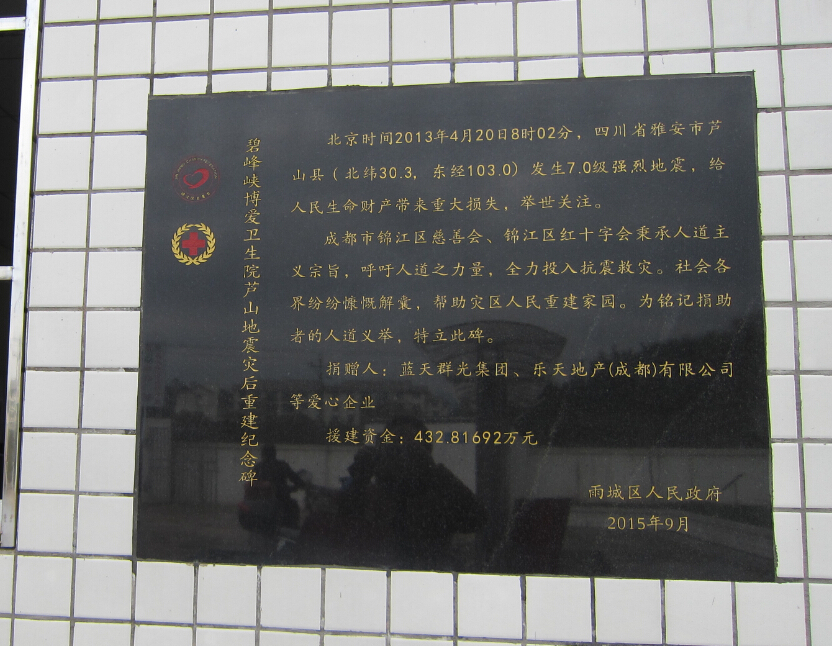 碧峰峡博爱卫生院芦山地震灾后重建纪念碑
北京时间2013年4月20日8时02分，四川省雅安市芦
山县（北纬30.3，东经103.0）发生7.0级强烈地震，给
人民生命财产带来重大损失，举世关注。
成都市锦江区慈善会、锦江区红十字会秉承人道主
义宗旨，呼吁人道之力量，全力投入抗震救灾。社会各
界纷纷慷慨解囊，帮助灾区人民重建家园。为铭记捐助
者的人道义举，特立此碑。
捐赠人：蓝天群光集团、乐天地产(成都)有限公司
等爱心企业
援建资金：432.81692万元
雨城区人民政府
2015年9月